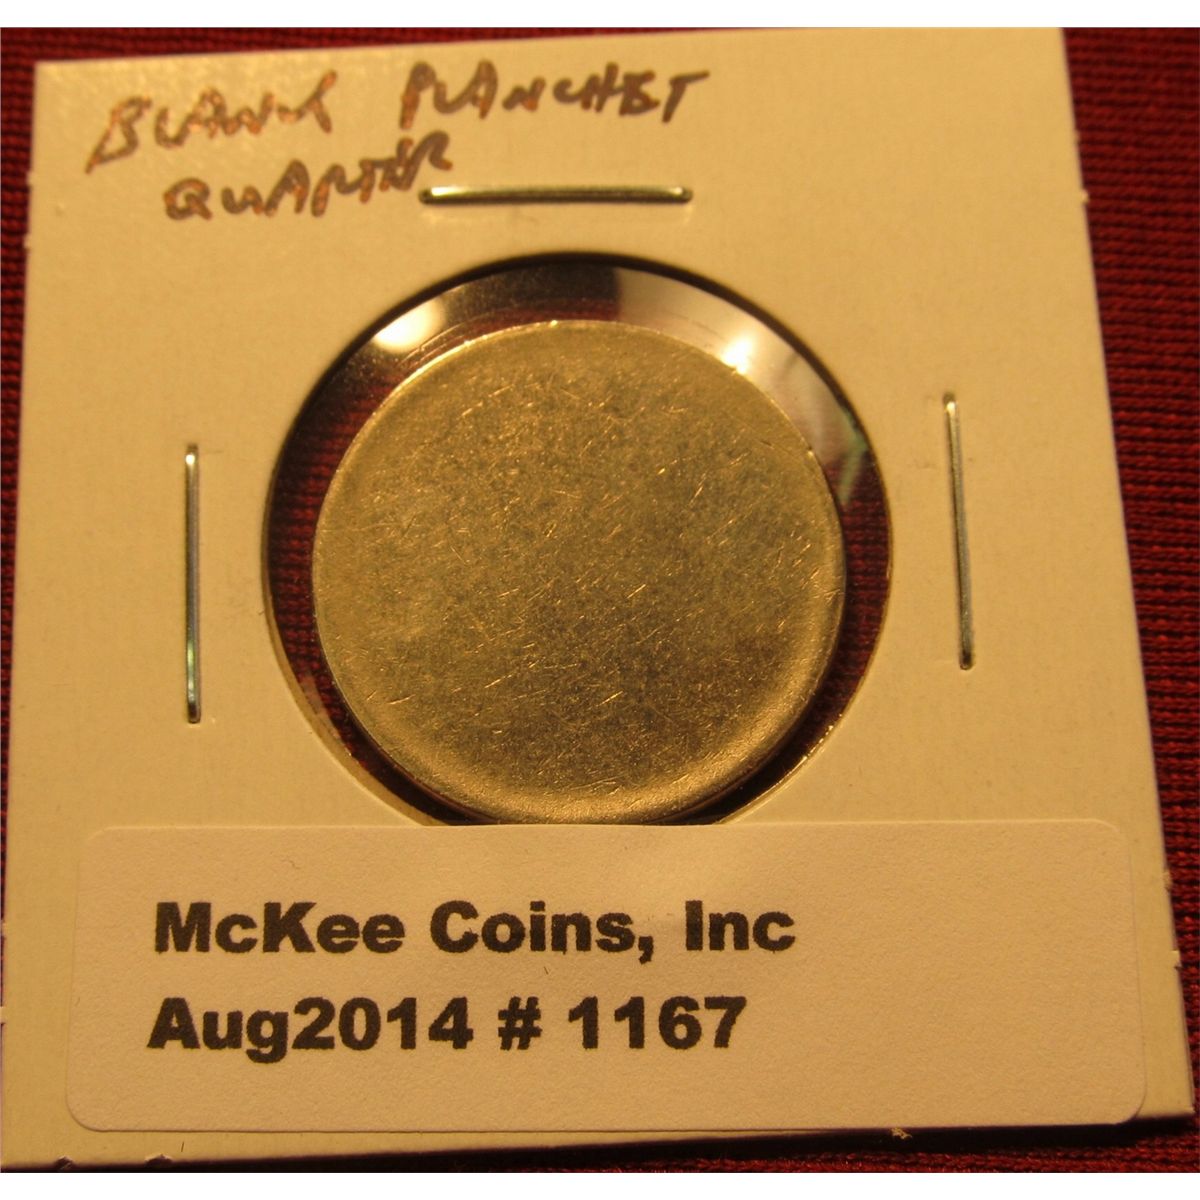 BLANK PLANCHET
QUARTER
McKee Coins, Inc
Aug2014 # 1167